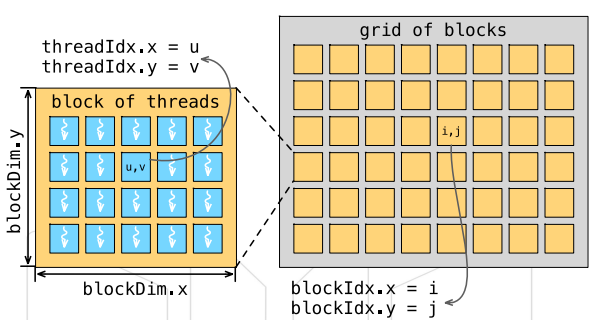 threadIdx.x = u
threadIdx.y = v
block of threads
u,v
blockDim.y
blockDim.x
grid of blocks
i,j
blockIdx.x = i
blockIdx.y = j